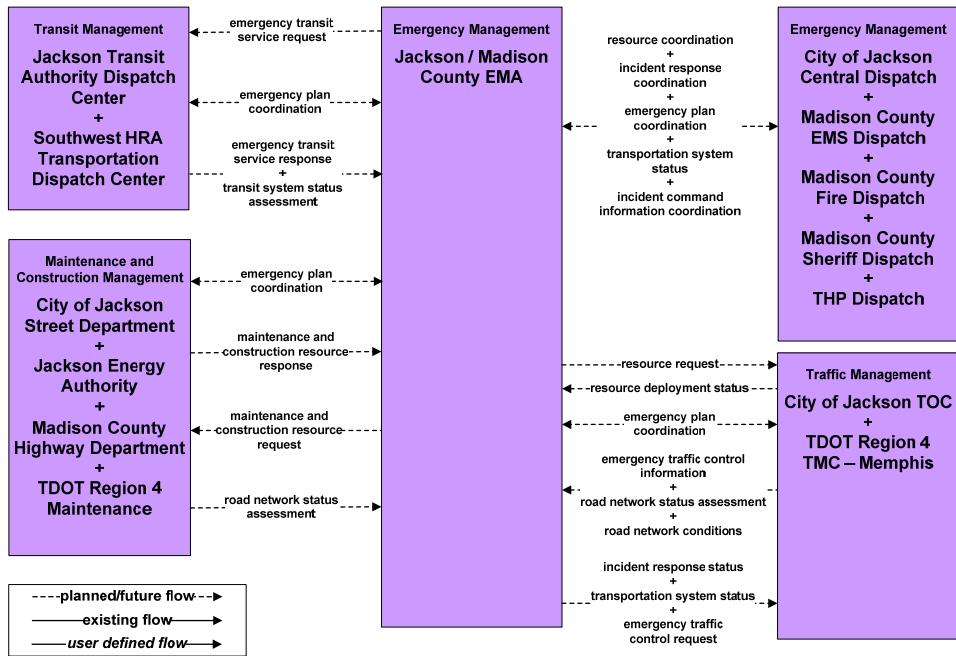 Transit Management
Jackson Transit
Authority Dispatch
Center
+
Southwest HRA
Transportation
Dispatch Center
emergency transit
service request
emergency plan
coordination
emergency transit
service response
+
transit system status
assessment
Maintenance and
Construction Management
City of Jackson
Street Department
+
Jackson Energy
Authority
+
Madison County
Highway Department
+
TDOT Region 4
Maintenance
emergency plan
coordination
maintenance and
construction resource
response
maintenance and
construction resource
request
road network status
assessment
Emergency Management
Jackson / Madison
County EMA
resource coordination
+
incident response
coordination
+
emergency plan
coordination
+
transportation system
status
+
incident command
information coordination
Emergency Management
City of Jackson
Central Dispatch
+
Madison County
EMS Dispatch
+
Madison County
Fire Dispatch
+
Madison County
Sheriff Dispatch
+
THP Dispatch
resource request
resource deployment status
emergency plan
coordination
emergency traffic control
information
+
road network status assessment
+
road network conditions
incident response status
+
transportation system status
+
emergency traffic
control request
Traffic Management
City of Jackson TOC
+
TDOT Region 4
TMC – Memphis
planned/future flow
existing flow
user defined flow